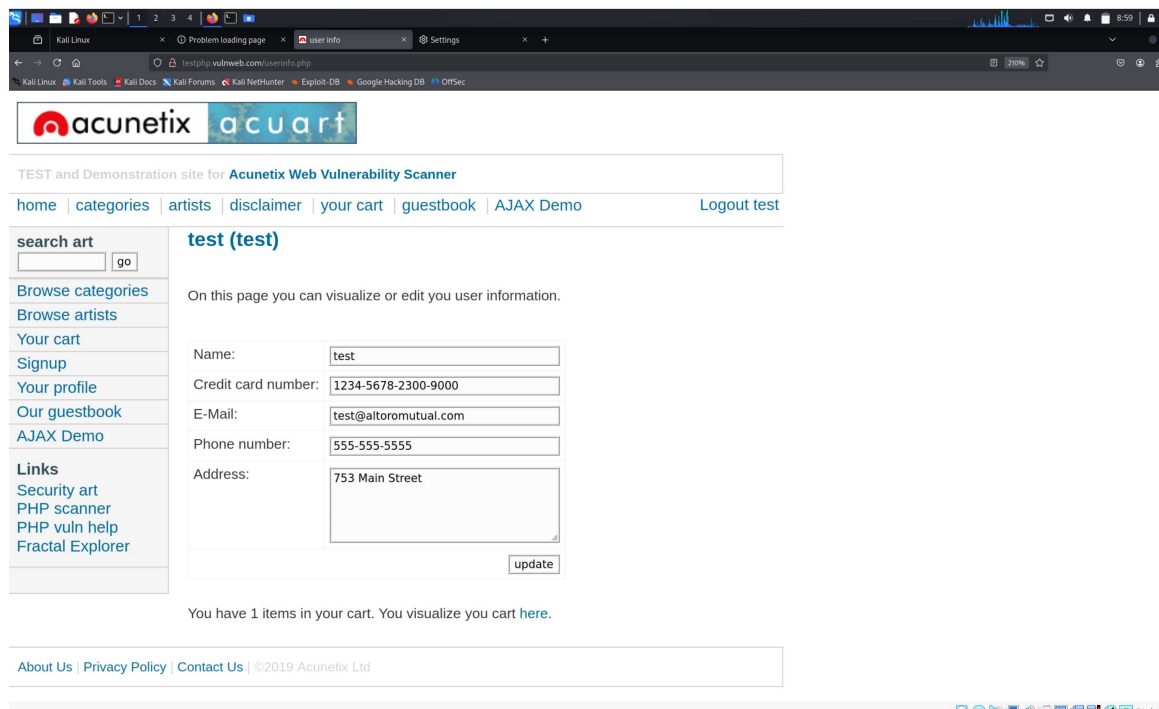 1 2 3 4
8:59
Kali Linux
Problem loading page
user info
Settings
testphp.vulnweb.com/userinfo.php
210%
Kali Linux Kali Tools Kali Docs Kali Forums Kali NetHunter Exploit-DB Google Hacking DB OffSec
acunetix acuart
TEST and Demonstration site for Acunetix Web Vulnerability Scanner
home | categories | artists | disclaimer | your cart | guestbook | AJAX Demo
Logout test
search art
go
Browse categories
Browse artists
Your cart
Signup
Your profile
Our guestbook
AJAX Demo
Links
Security art
PHP scanner
PHP vuln help
Fractal Explorer
test (test)
On this page you can visualize or edit you user information.
Name: test
Credit card number: 1234-5678-2300-9000
E-Mail: test@altoromutual.com
Phone number: 555-555-5555
Address: 753 Main Street
update
You have 1 items in your cart. You visualize you cart here.
About Us | Privacy Policy | Contact Us | ©2019 Acunetix Ltd